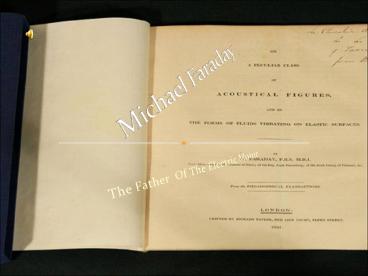 Michael Faraday
The Father Of The Electric Motor
ON
A PECULIAR CLASS
OF
ACOUSTICAL FIGURES,
AND ON
THE FORMS OF FLUIDS VIBRATING ON ELASTIC SURFACES.
BY
FARADAY, F.R.S. M.R.I.
From the PHILOSOPHICAL TRANSACTIONS
LONDON:
PRINTED BY RICHARD TAYLOR, RED LION COURT, FLEET STREET.
1831.